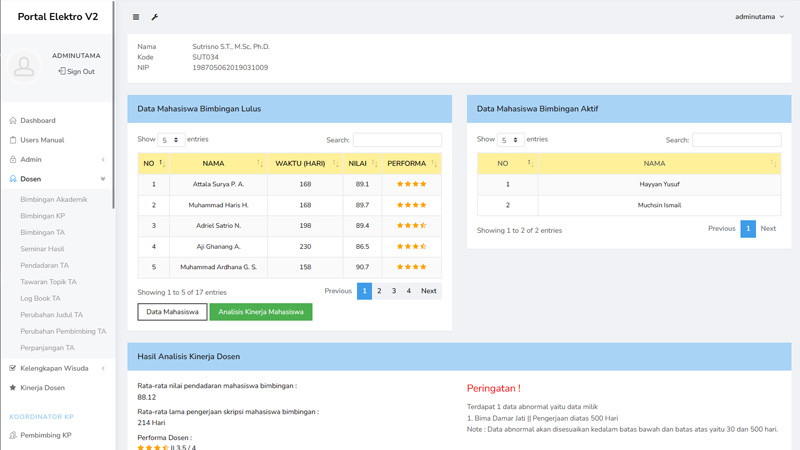 Portal Elektro V2
adminutama
ADMINUTAMA
Sign Out
Dashboard
Users Manual
Admin
Dosen
Bimbingan Akademik
Bimbingan KP
Bimbingan TA
Seminar Hasil
Pendadaran TA
Tawaran Topik TA
Log Book TA
Perubahan Judul TA
Perubahan Pembimbing TA
Perpanjangan TA
Kelengkapan Wisuda
Kinerja Dosen
KOORDINATOR KP
Pembimbing KP
Nama Sutrisno S.T., M.Sc, Ph.D.
Kode SUT034
NIP 198705062019031009
Data Mahasiswa Bimbingan Lulus
Show 5 entries Search:
NO NAMA WAKTU (HARI) NILAI PERFORMA
1 Attala Surya P. A. 168 89.1
2 Muhammad Haris H. 168 89.7
3 Adriel Satrio N. 198 89.4
4 Aji Ghanang A. 230 86.5
5 Muhammad Ardhana G. S. 158 90.7
Showing 1 to 5 of 17 entries Previous 1 2 3 4 Next
Data Mahasiswa Analisis Kinerja Mahasiswa
Data Mahasiswa Bimbingan Aktif
Show 5 entries Search:
NO NAMA
1 Hayyan Yusuf
2 Muchsin Ismail
Showing 1 to 2 of 2 entries Previous 1 Next
Hasil Analisis Kinerja Dosen
Rata-rata nilai pendadaran mahasiswa bimbingan :
88.12
Rata-rata lama pengerjaan skripsi mahasiswa bimbingan :
214 Hari
Performa Dosen :
|| 3.5 / 4
Peringatan !
Terdapat 1 data abnormal yaitu data milik
1. Bima Damar Jati || Pengerjaan diatas 500 Hari
Note : Data abnormal akan disesuaikan kedalam batas bawah dan batas atas yaitu 30 dan 500 hari.